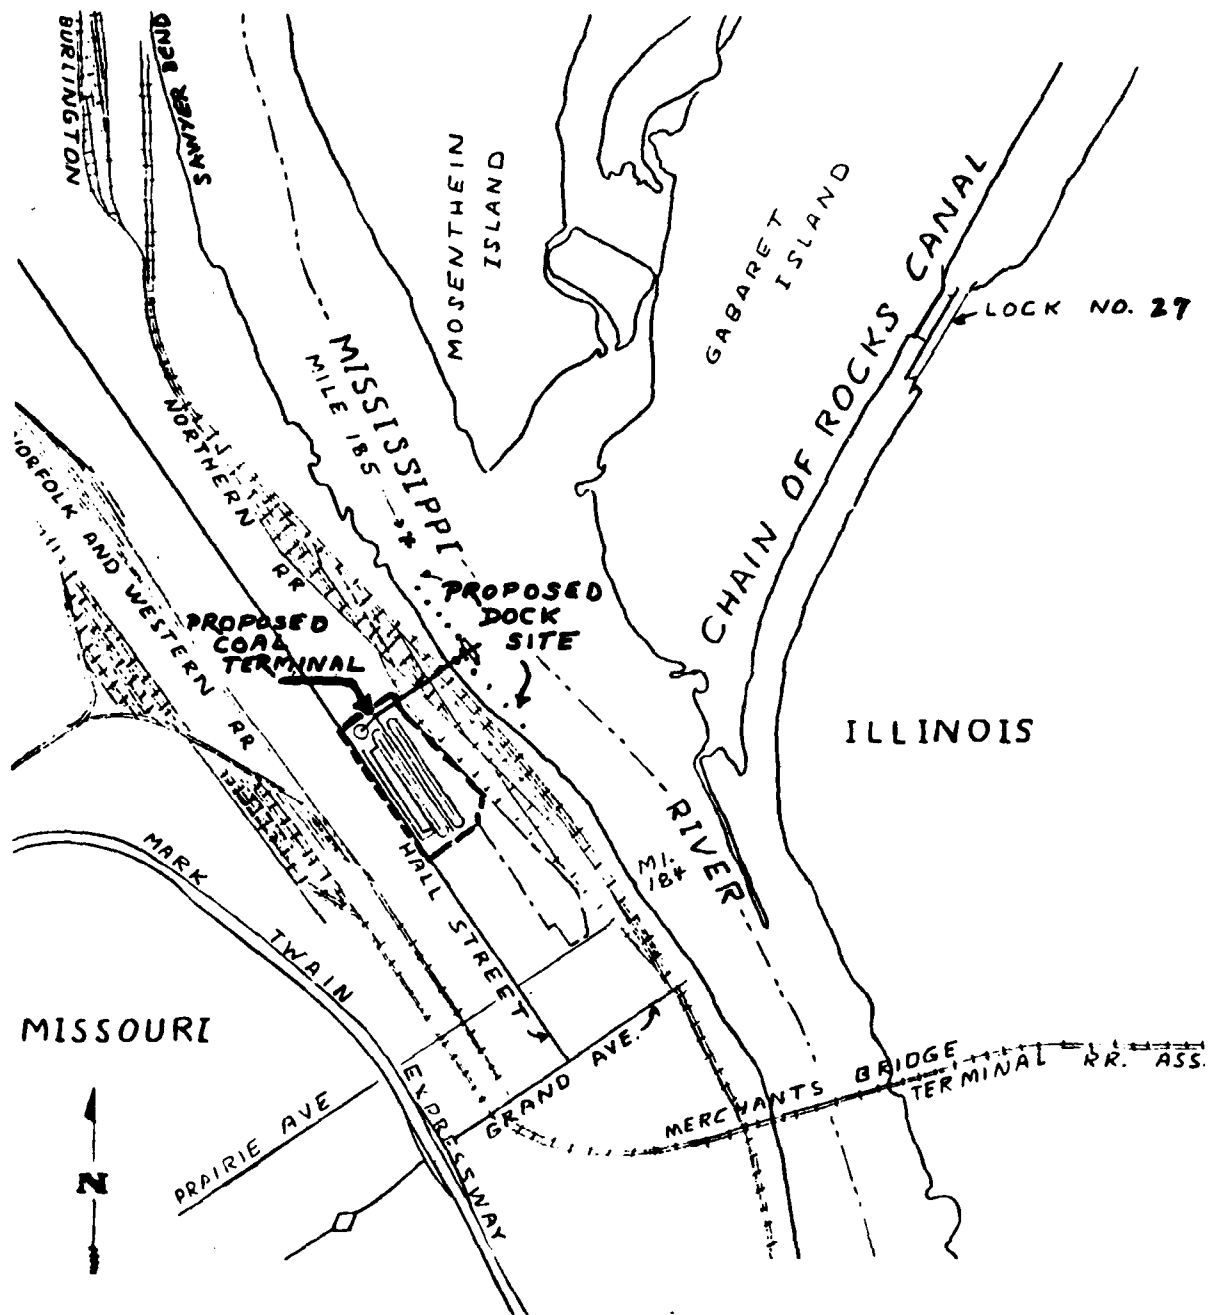 BURLINGTON
NORTHERN
RR
SAWYER BEND
MOSENTHEIN
ISLAND
GABARET
ISLAND
CHAIN OF ROCKS CANAL
LOCK NO. 27
MISSISSIPPI
MILE 185
RIVER
MI.
184
NORFOLK AND WESTERN RR
PROPOSED
COAL
TERMINAL
PROPOSED
DOCK
SITE
ILLINOIS
HALL STREET
MARK TWAIN EXPRESSWAY
MISSOURI
GRAND AVE.
PRAIRIE AVE
MERCHANTS BRIDGE
TERMINAL RR. ASS.
N